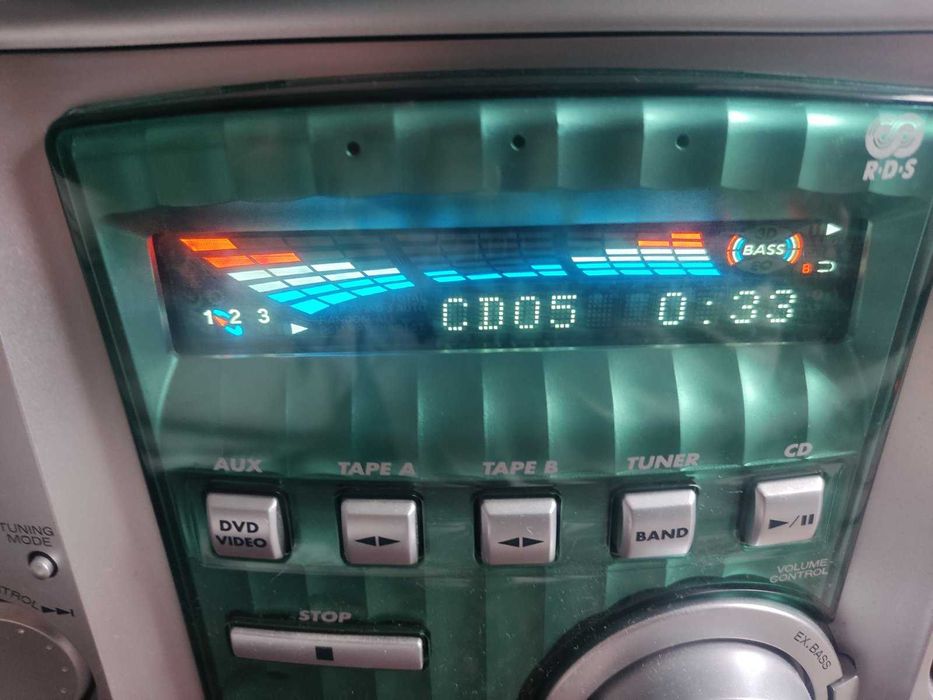 R·D·S
BASS
8
1 2 3
CD05 0:33
AUX
TAPE A
TAPE B
TUNER
CD
DVD
VIDEO
BAND
TUNING
MODE
VOLUME
CONTROL
STOP
EX.BASS